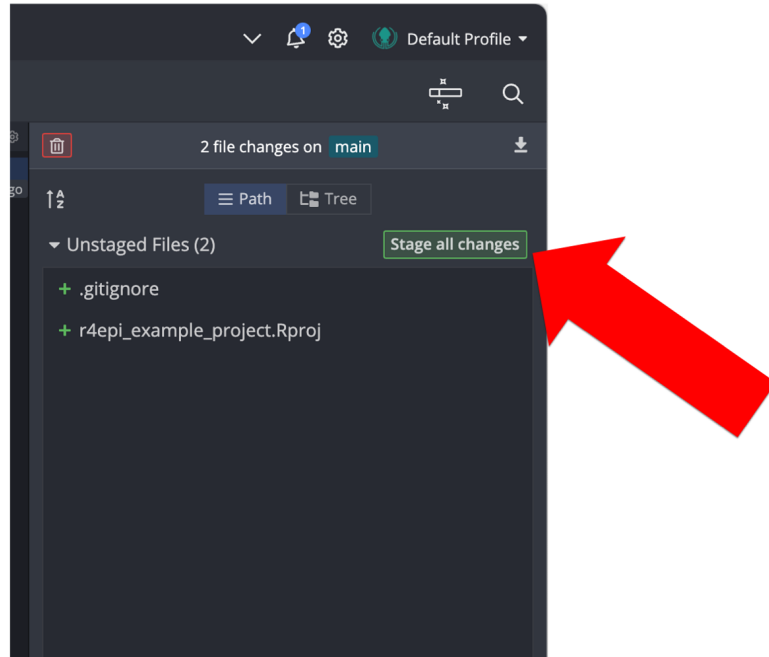 1
Default Profile
2 file changes on main
go
A
Z
Path
Tree
Unstaged Files (2)
Stage all changes
+ .gitignore
+ r4epi_example_project.Rproj